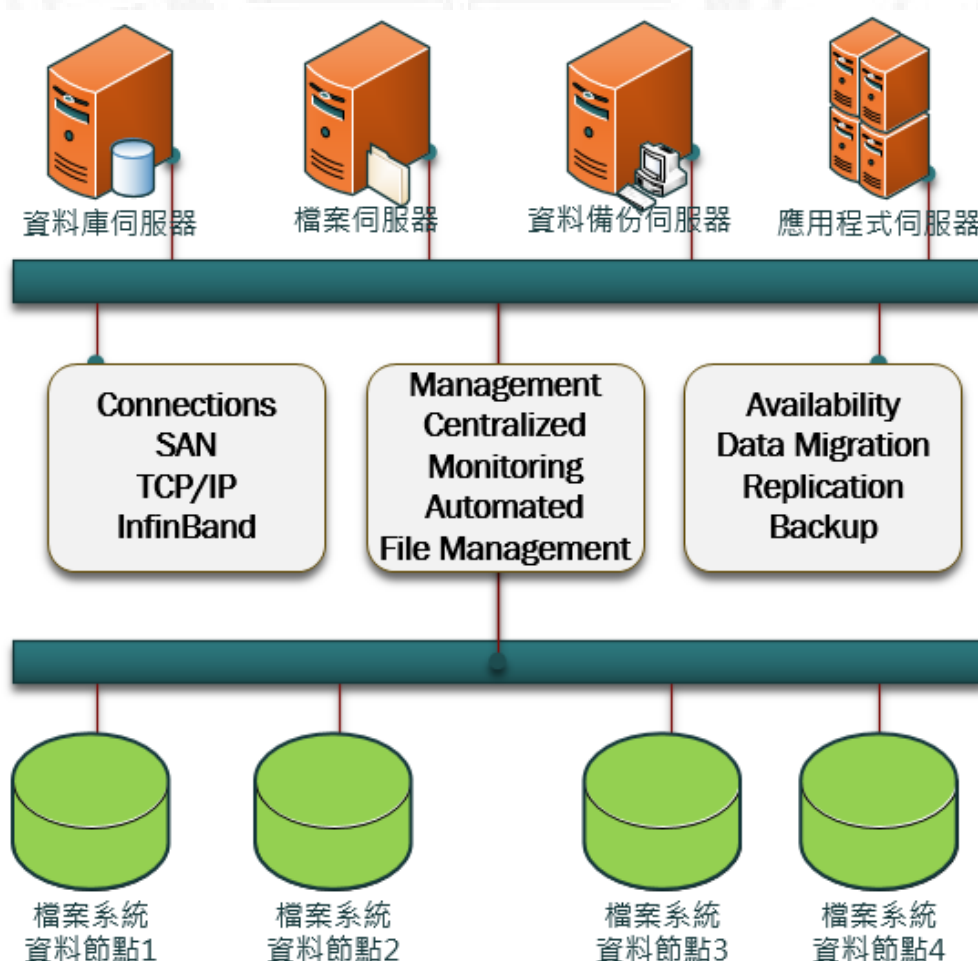 資料庫伺服器
檔案伺服器
資料備份伺服器
應用程式伺服器
Connections
SAN
TCP/IP
InfinBand
Management
Centralized
Monitoring
Automated
File Management
Availability
Data Migration
Replication
Backup
檔案系統
資料節點1
檔案系統
資料節點2
檔案系統
資料節點3
檔案系統
資料節點4